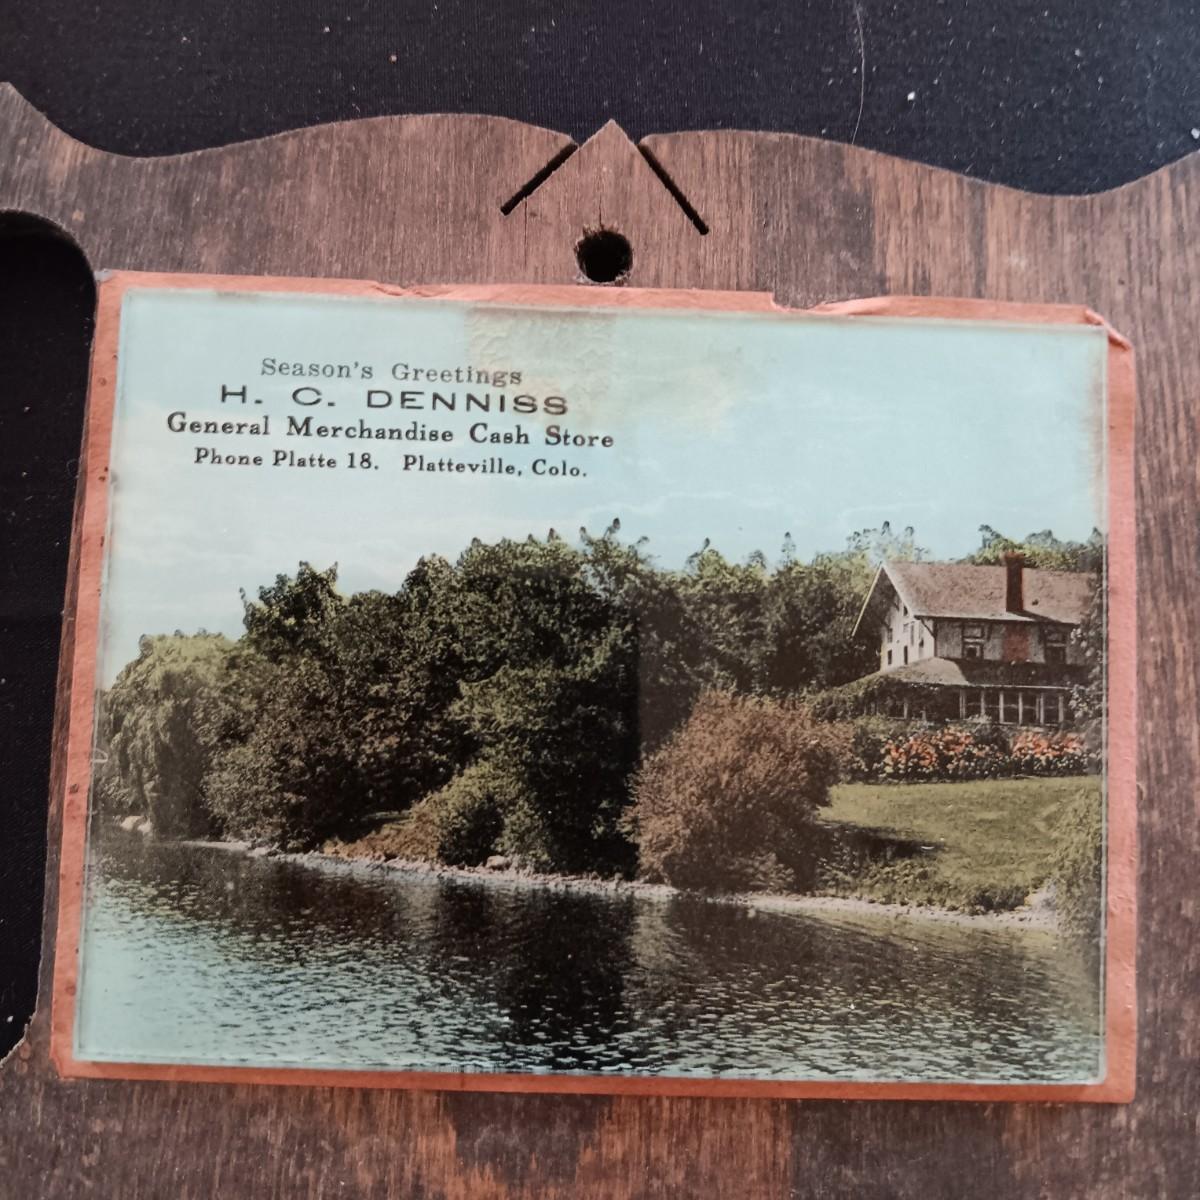 Season's Greetings
H. C. DENNISS
General Merchandise Cash Store
Phone Platte 18. Platteville, Colo.